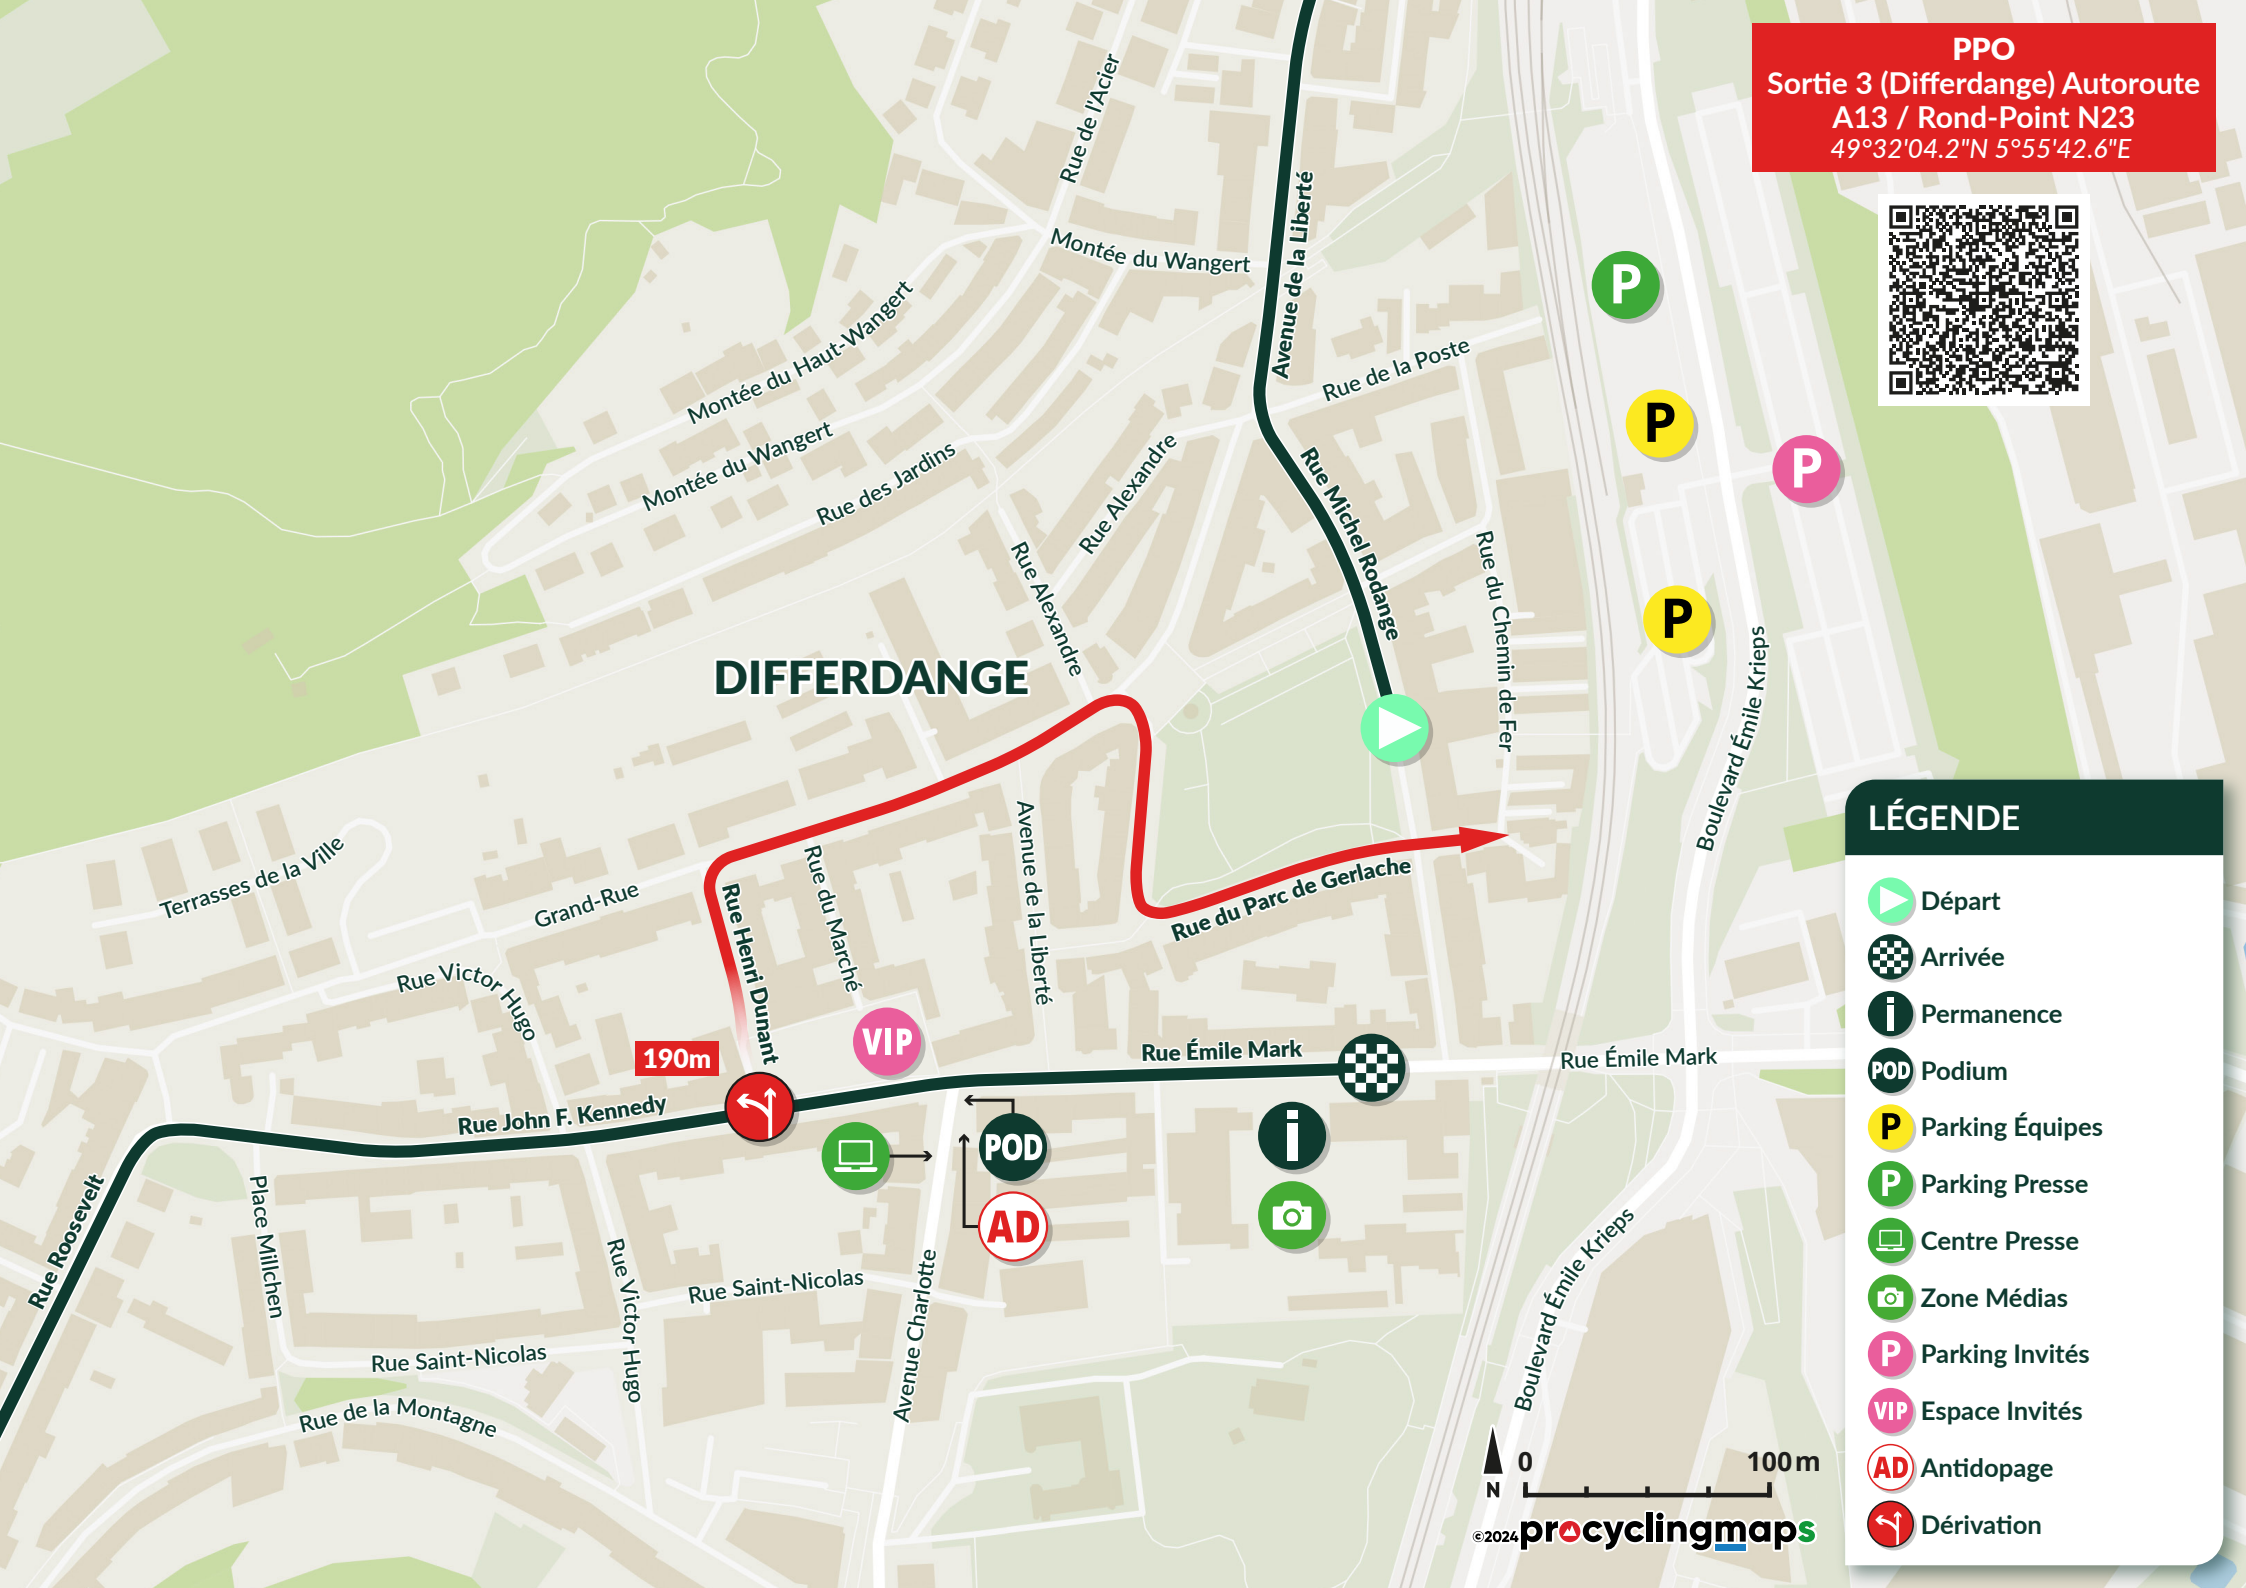 PPO
Sortie 3 (Differdange) Autoroute
A13 / Rond-Point N23
49°32'04.2"N 5°55'42.6"E
Rue de l'Acier
Avenue de la Liberté
Montée du Wangert
P
Montée du Haut-Wangert
Rue de la Poste
P
Montée du Wangert
Rue des Jardins
Rue Alexandre
Rue Michel Rodange
P
Rue Alexandre
Rue du Chemin de Fer
P
DIFFERDANGE
Boulevard Émile Krieps
Terrasses de la Ville
Grand-Rue
Rue Henri Dunant
Rue du Marché
Avenue de la Liberté
Rue du Parc de Gerlache
Rue Victor Hugo
VIP
190m
Rue Émile Mark
Rue Émile Mark
Rue John F. Kennedy
POD
i
AD
Rue Roosevelt
Place Millchen
Rue Victor Hugo
Rue Saint-Nicolas
Avenue Charlotte
Rue Saint-Nicolas
Rue de la Montagne
Boulevard Émile Krieps
N
0
100m
©2024 procyclingmaps
LÉGENDE
Départ
Arrivée
i Permanence
POD Podium
P Parking Équipes
P Parking Presse
Centre Presse
Zone Médias
P Parking Invités
VIP Espace Invités
AD Antidopage
Dérivation